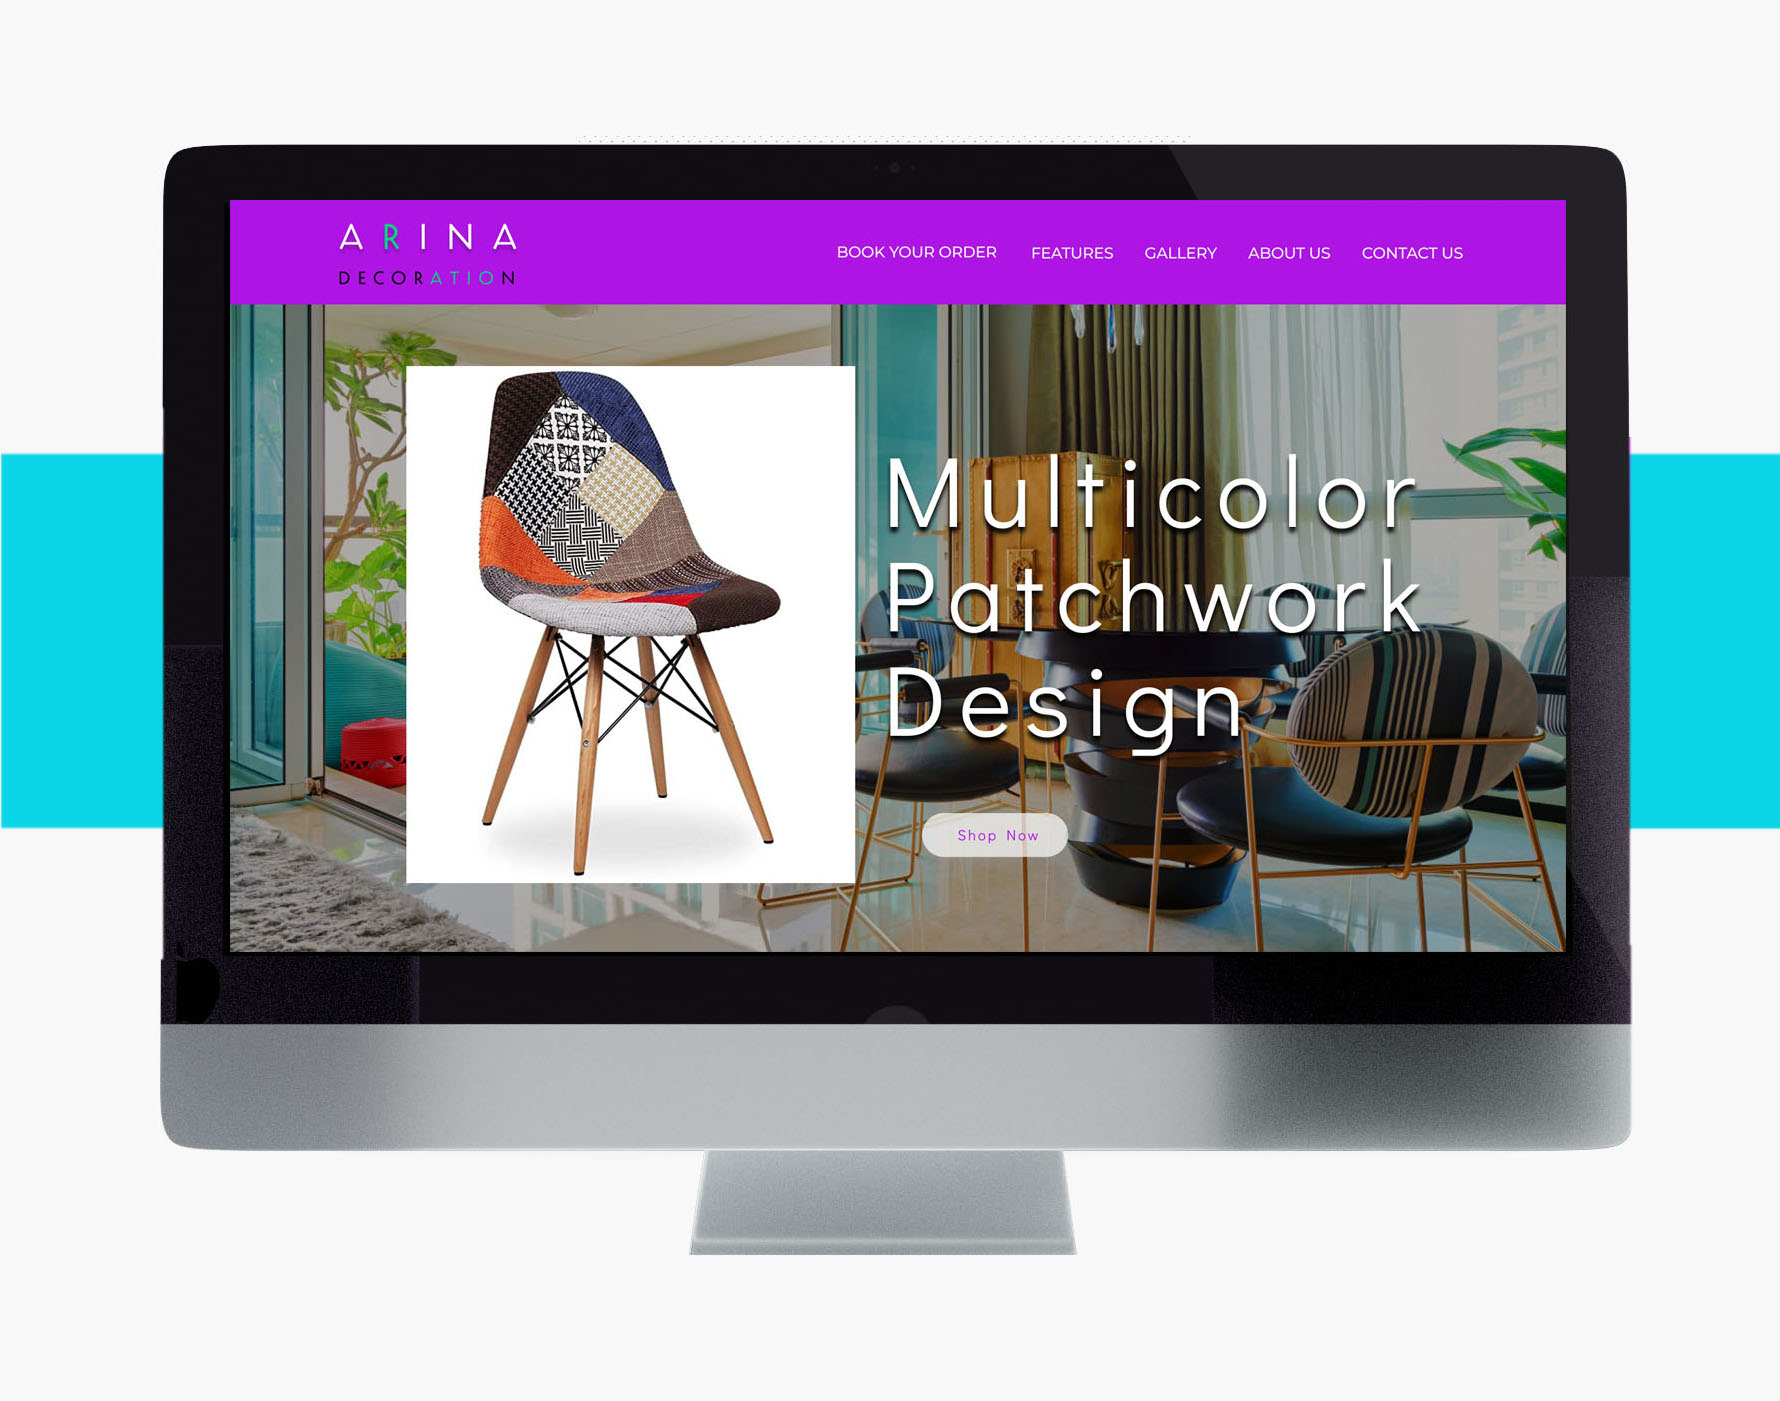 ARINA
DECORATION
BOOK YOUR ORDER
FEATURES
GALLERY
ABOUT US
CONTACT US
Multicolor
Patchwork
Design
Shop Now